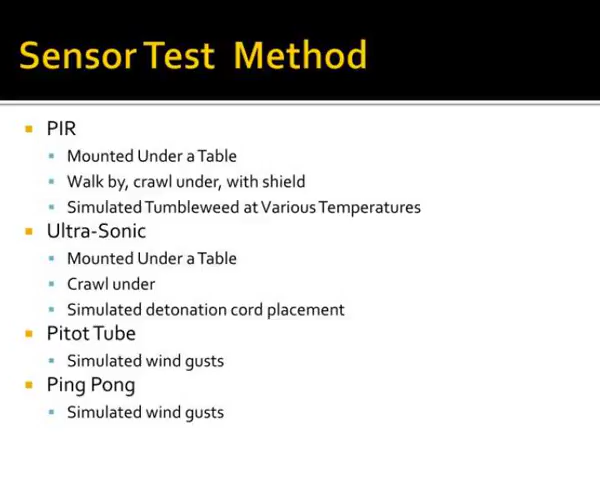 Sensor Test Method
PIR
Mounted Under a Table
Walk by, crawl under, with shield
Simulated Tumbleweed at Various Temperatures
Ultra-Sonic
Mounted Under a Table
Crawl under
Simulated detonation cord placement
Pitot Tube
Simulated wind gusts
Ping Pong
Simulated wind gusts